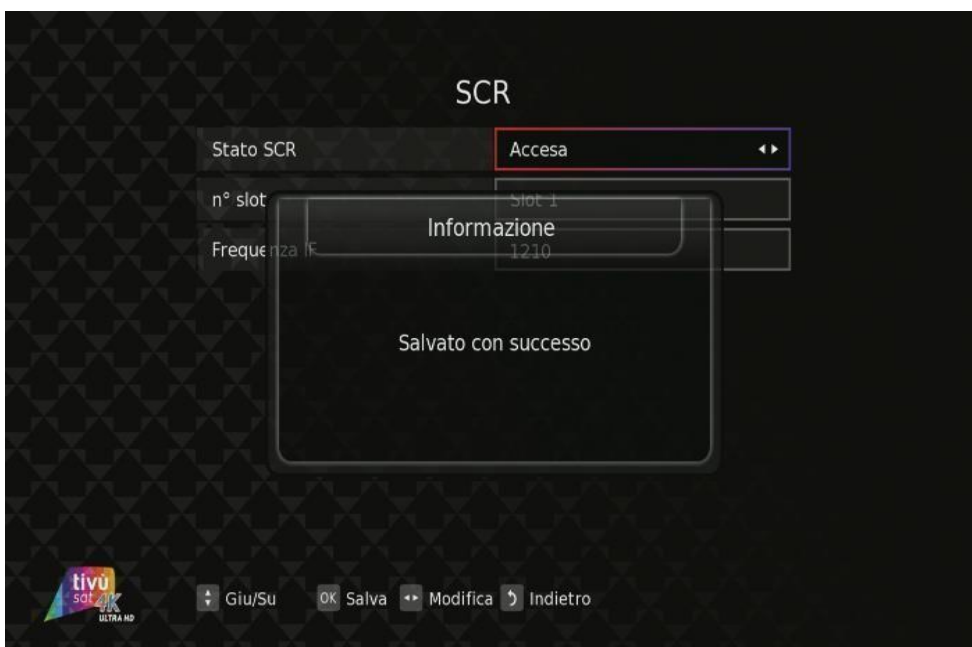 SCR
Stato SCR
Accesa
n° slot
Slot 1
Informazione
Frequenza IF
1210
Salvato con successo
tivù
sat 4K
ULTRA HD
Giu/Su
OK Salva
Modifica
Indietro